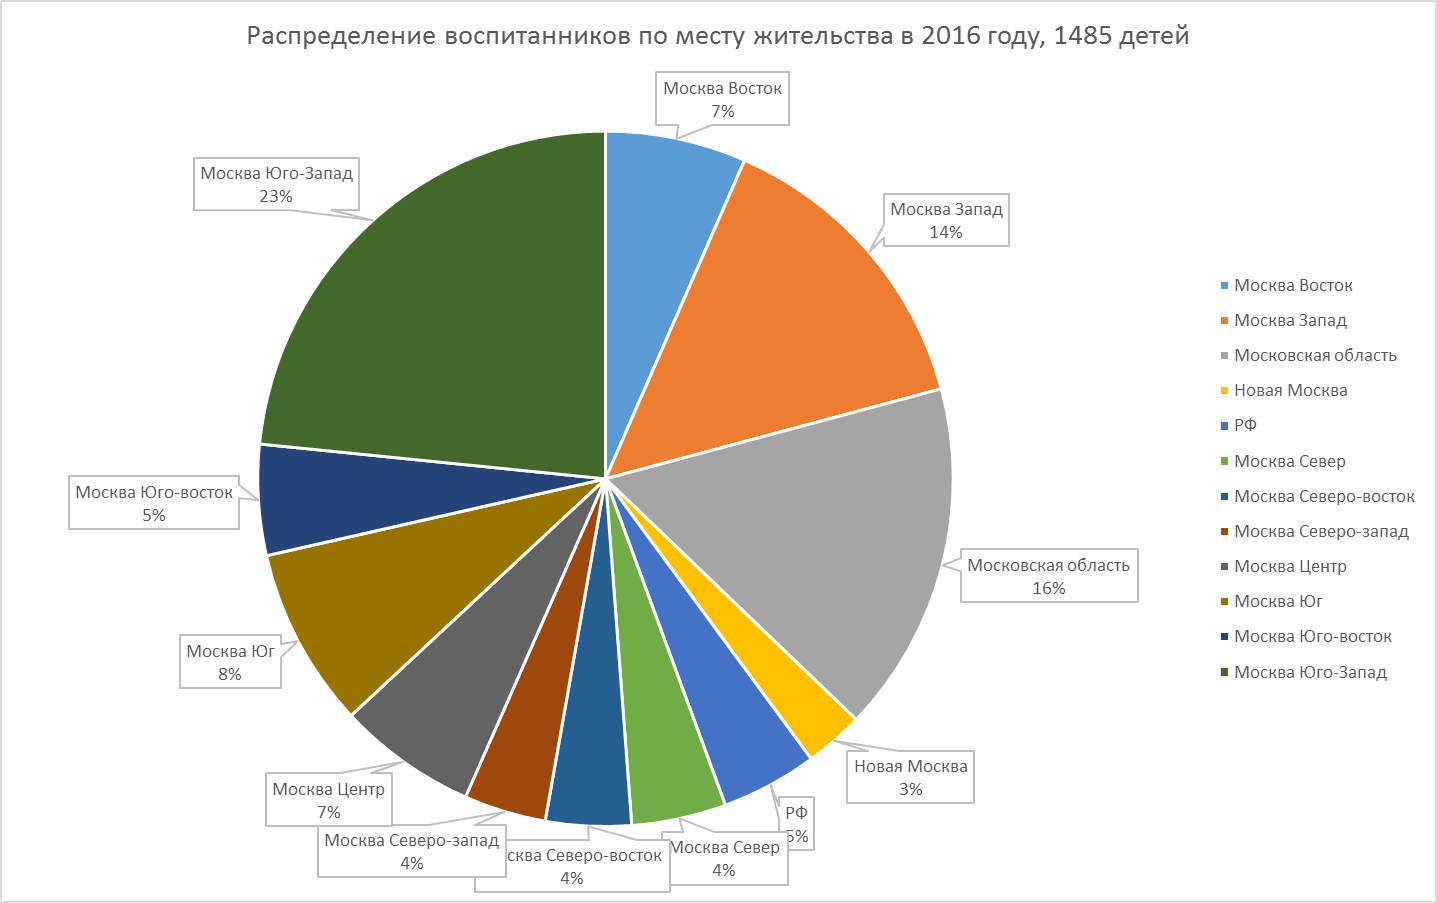 Распределение воспитанников по месту жительства в 2016 году, 1485 детей
Москва Восток
7%
Москва Запад
14%
Московская область
16%
Новая Москва
3%
РФ
5%
Москва Север
4%
сква Северо-восток
4%
Москва Северо-запад
4%
Москва Центр
7%
Москва Юг
8%
Москва Юго-восток
5%
Москва Юго-Запад
23%
Москва Восток
Москва Запад
Московская область
Новая Москва
РФ
Москва Север
Москва Северо-восток
Москва Северо-запад
Москва Центр
Москва Юг
Москва Юго-восток
Москва Юго-Запад